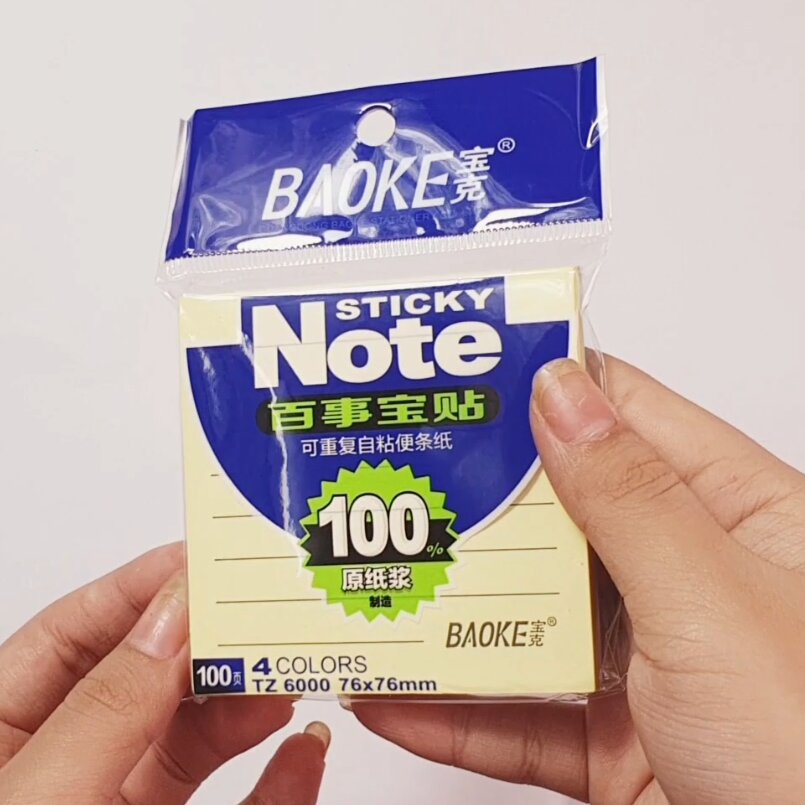 BAOKE宝克®
STICKY
Note
百事宝贴
可重复自粘便条纸
100%
原纸浆
制造
BAOKE宝克®
100页 4 COLORS
TZ 6000 76x76mm